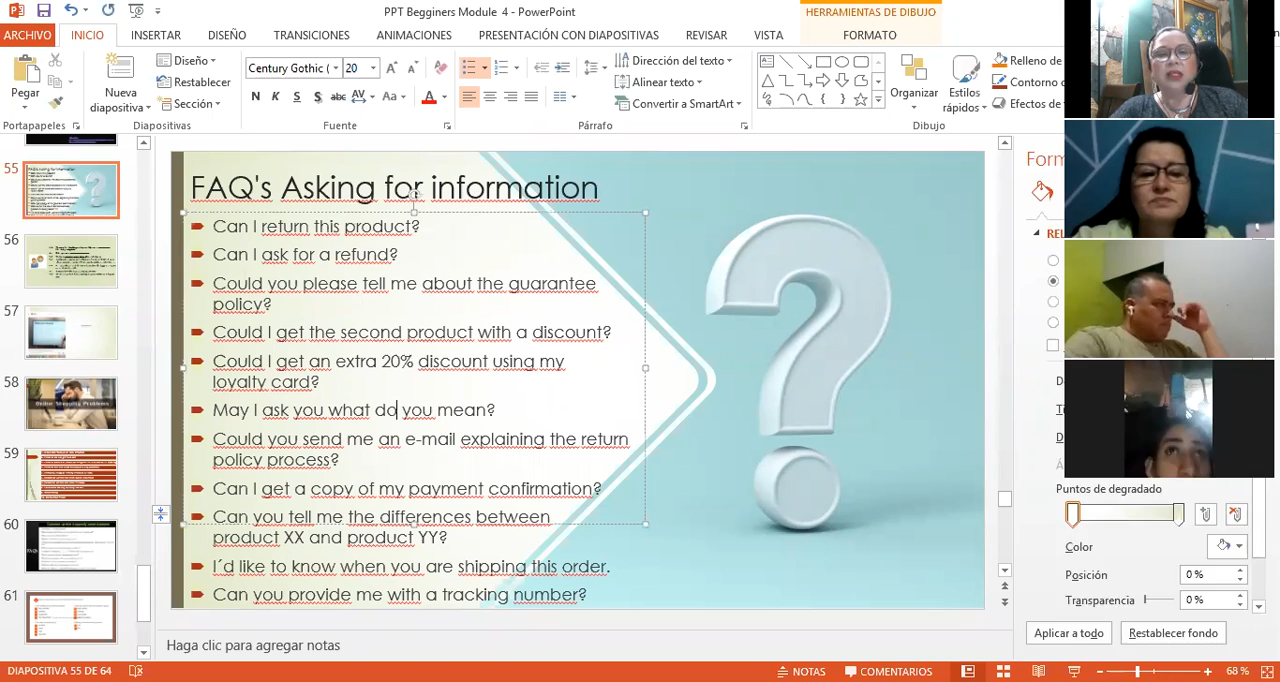 PPT Begginers Module 4 - PowerPoint
HERRAMIENTAS DE DIBUJO
ARCHIVO INICIO INSERTAR DISEÑO TRANSICIONES ANIMACIONES PRESENTACIÓN CON DIAPOSITIVAS REVISAR VISTA FORMATO
Pegar
Nueva
diapositiva
Diseño
Restablecer
Sección
Century Gothic ( 20
N K S S abc AV Aa A
Dirección del texto
Alinear texto
Convertir a SmartArt
Organizar
Estilos
rápidos
Relleno de
Contorno
Efectos de
Portapapeles Diapositivas Fuente Párrafo Dibujo
55
56
57
58
59
60
61
Online Shopping Problems
FAQ's Asking for information
Can I return this product?
Can I ask for a refund?
Could you please tell me about the guarantee
policy?
Could I get the second product with a discount?
Could I get an extra 20% discount using my
loyalty card?
May I ask you what do you mean?
Could you send me an e-mail explaining the return
policy process?
Can I get a copy of my payment confirmation?
Can you tell me the differences between
product XX and product YY?
I´d like to know when you are shipping this order.
Can you provide me with a tracking number?
Form
Puntos de degradado
Color
Posición 0 %
Transparencia 0 %
Aplicar a todo Restablecer fondo
Haga clic para agregar notas
DIAPOSITIVA 55 DE 64 NOTAS COMENTARIOS 68 %